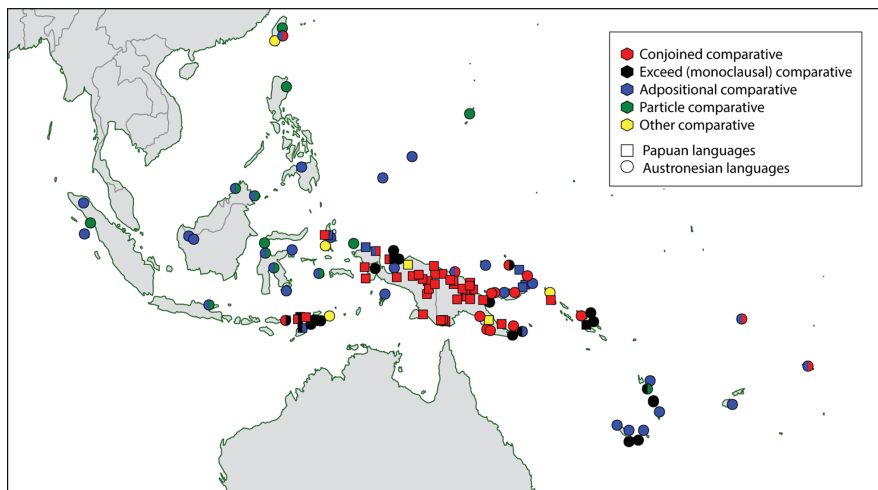 Conjoined comparative
Exceed (monoclausal) comparative
Adpositional comparative
Particle comparative
Other comparative
Papuan languages
Austronesian languages